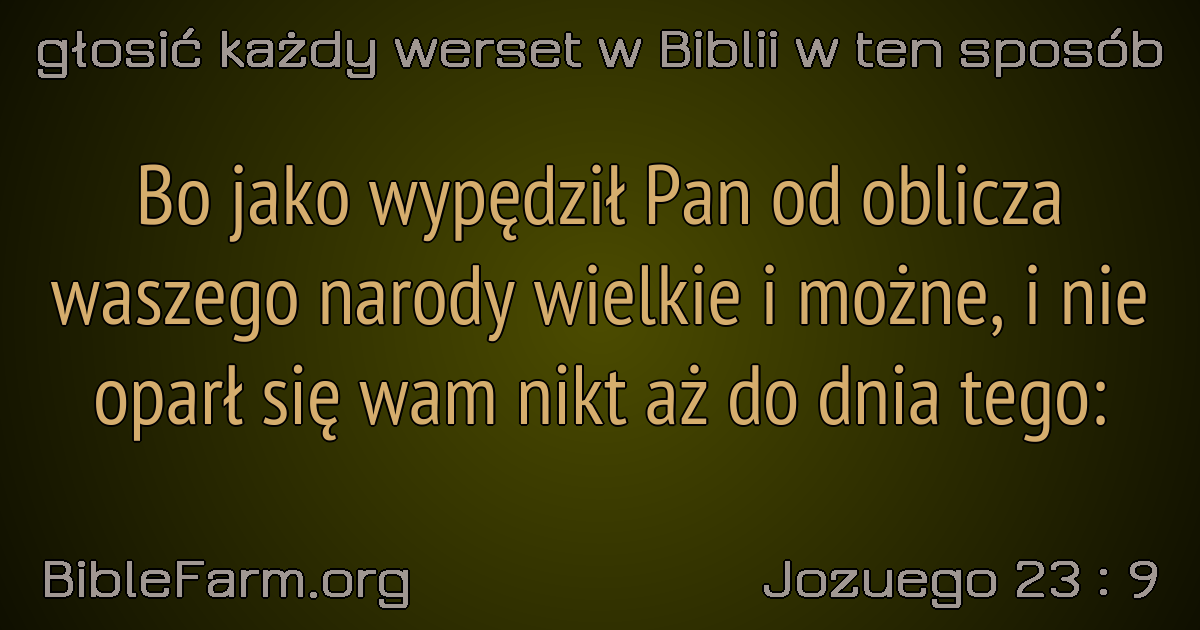 głosić każdy werset w Biblii w ten sposób
Bo jako wypędził Pan od oblicza
waszego narody wielkie i możne, i nie
oparł się wam nikt aż do dnia tego:
BibleFarm.org
Jozuego 23 : 9